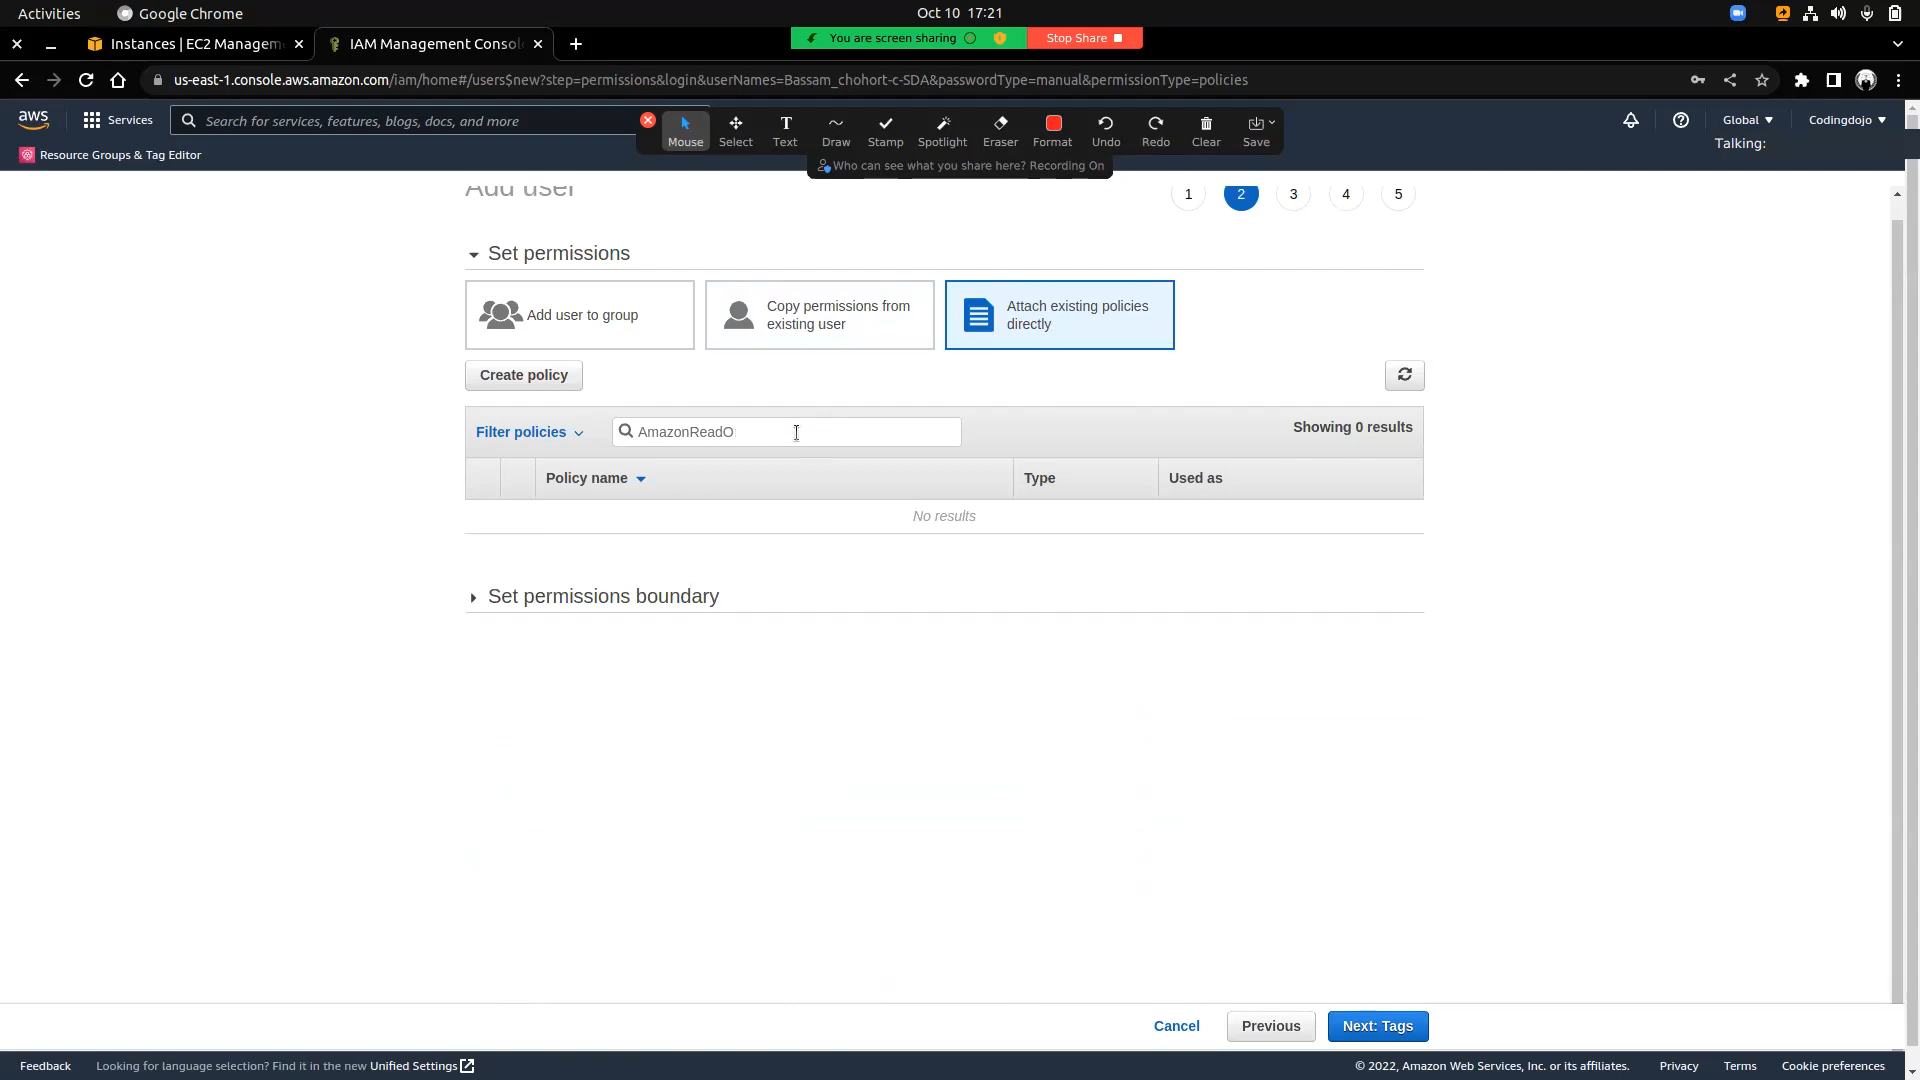 Activities
Google Chrome
Oct 10 17:21
Instances | EC2 Managem
IAM Management Consol
You are screen sharing
Stop Share
us-east-1.console.aws.amazon.com/iam/home#/users$new?step=permissions&login&userNames=Bassam_chohort-c-SDA&passwordType=manual&permissionType=policies
aws
Services
Search for services, features, blogs, docs, and more
Mouse
Select
T
Text
Draw
Stamp
Spotlight
Eraser
Format
Undo
Redo
Clear
Save
Global
Codingdojo
Resource Groups & Tag Editor
Talking:
Who can see what you share here? Recording On
Add user
1
2
3
4
5
Set permissions
Add user to group
Copy permissions from
existing user
Attach existing policies
directly
Create policy
Filter policies
AmazonReadO
Showing 0 results
Policy name
Type
Used as
No results
Set permissions boundary
Cancel
Previous
Next: Tags
Feedback
Looking for language selection? Find it in the new Unified Settings
© 2022, Amazon Web Services, Inc. or its affiliates.
Privacy
Terms
Cookie preferences